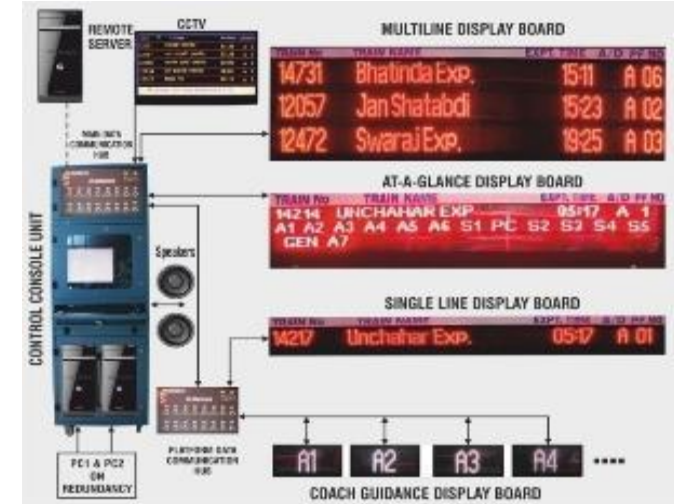 REMOTE
SERVER
CCTV
MULTILINE DISPLAY BOARD
TRAIN No TRAIN NAME EXPT. TIME A/D PF NO
14731 Bhatinda Exp. 15:11 A 06
12057 Jan Shatabdi 15:23 A 02
12472 Swaraj Exp. 19:25 A 03
MAIN DATA
COMMUNICATION
HUB
AT-A-GLANCE DISPLAY BOARD
TRAIN No TRAIN NAME EXPT. TIME A/D PF NO
14214 UNCHAHAR EXP 05:17 A 1
A1 A2 A3 A4 A5 A6 S1 PC S2 S3 S4 S5
GEN A7
CONTROL CONSOLE UNIT
Speakers
SINGLE LINE DISPLAY BOARD
TRAIN No TRAIN NAME EXPT. TIME A/D PF NO
14217 Unchahar Exp. 05:17 A 01
PLATFORM DATA
COMMUNICATION
HUB
PC1 & PC2
ON
REDUNDANCY
A1 A2 A3 A4 ....
COACH GUIDANCE DISPLAY BOARD